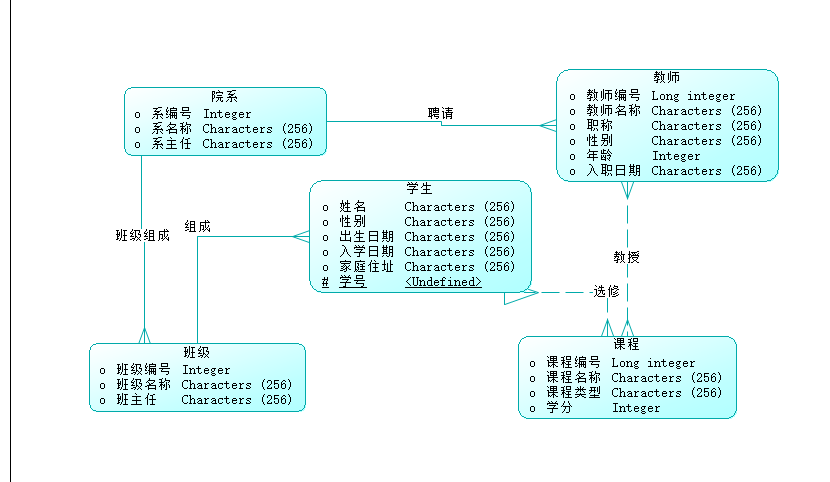 院系
o 系编号 Integer
o 系名称 Characters (256)
o 系主任 Characters (256)
聘请
教师
o 教师编号 Long integer
o 教师名称 Characters (256)
o 职称 Characters (256)
o 性别 Characters (256)
o 年龄 Integer
o 入职日期 Characters (256)
学生
o 姓名 Characters (256)
o 性别 Characters (256)
o 出生日期 Characters (256)
o 入学日期 Characters (256)
o 家庭住址 Characters (256)
# 学号 <Undefined>
组成
班级组成
教授
选修
班级
o 班级编号 Integer
o 班级名称 Characters (256)
o 班主任 Characters (256)
课程
o 课程编号 Long integer
o 课程名称 Characters (256)
o 课程类型 Characters (256)
o 学分 Integer